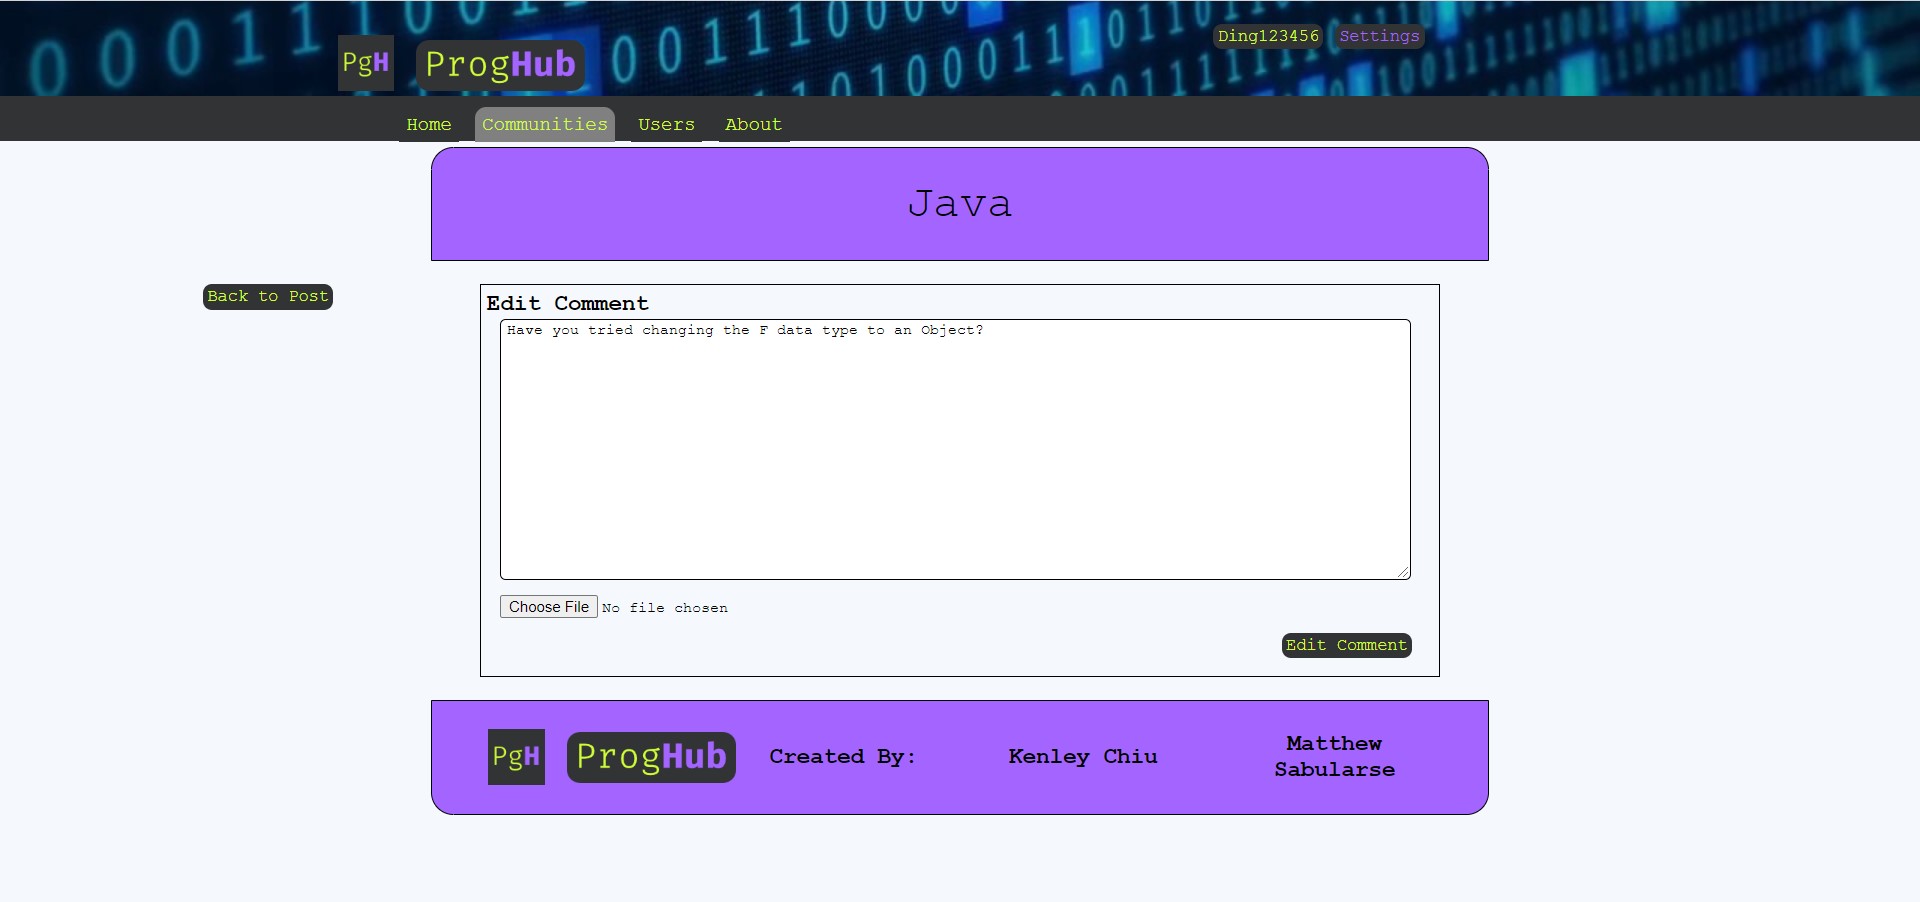 PgH
ProgHub
Ding123456 Settings
Home Communities Users About
Java
Back to Post
Edit Comment
Have you tried changing the F data type to an Object?
Choose File No file chosen
Edit Comment
PgH ProgHub Created By: Kenley Chiu Matthew
Sabularse